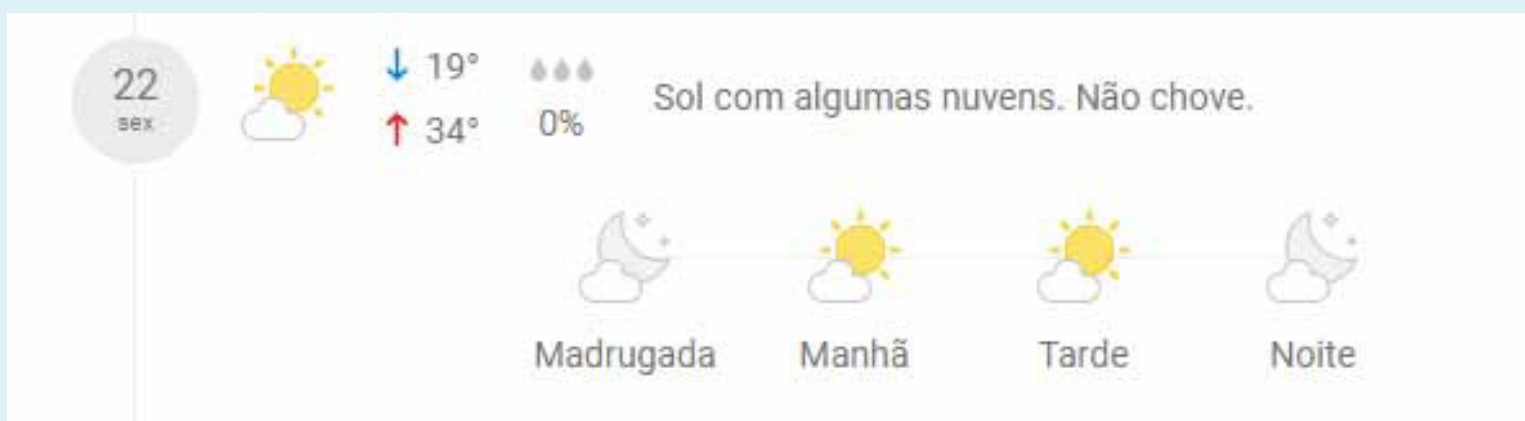 22
sex
19°
34°
0%
Sol com algumas nuvens. Não chove.
Madrugada Manhã Tarde Noite